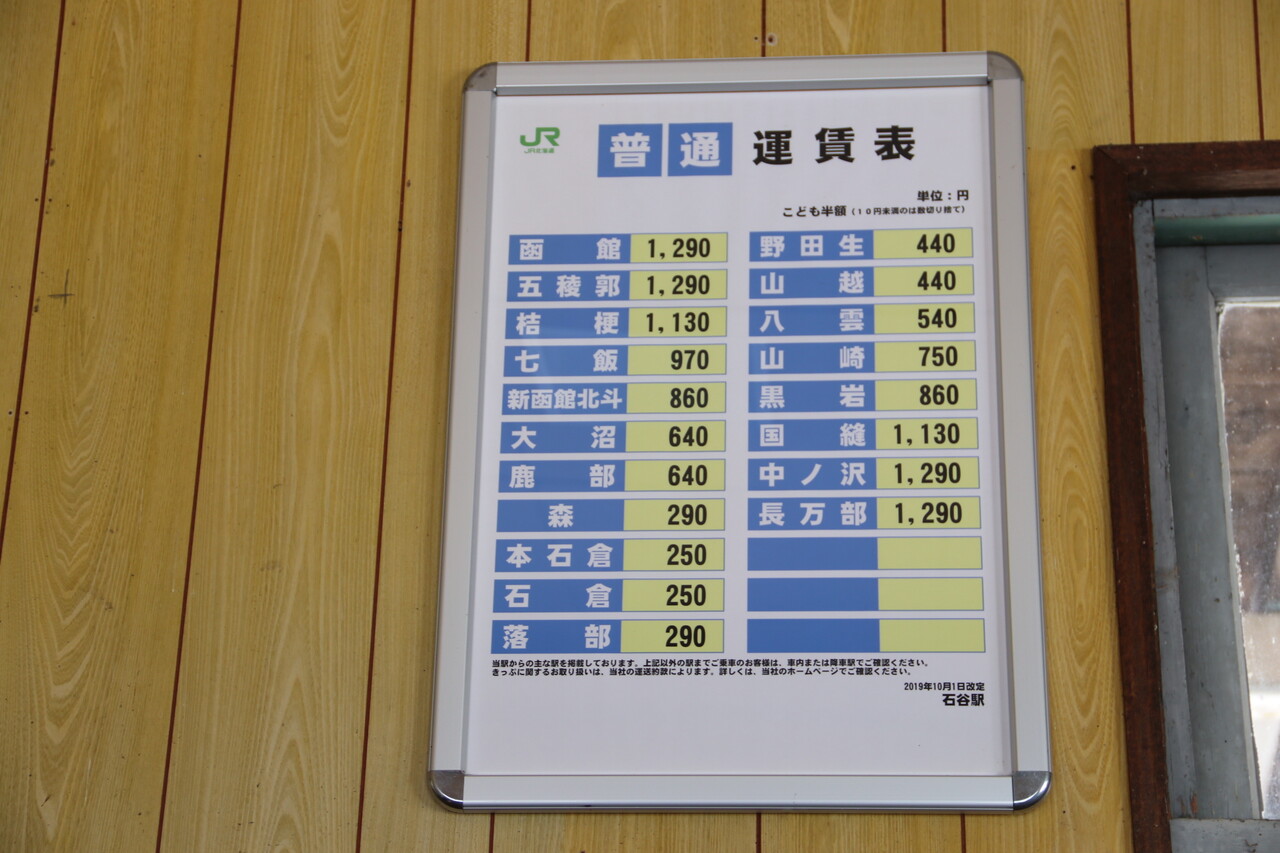 JR
JR北海道
普通 運賃表
単位：円
こども半額（１０円未満のは数切り捨て）
函館 1,290
五稜郭 1,290
桔梗 1,130
七飯 970
新函館北斗 860
大沼 640
鹿部 640
森 290
本石倉 250
石倉 250
落部 290
野田生 440
山越 440
八雲 540
山崎 750
黒岩 860
国縫 1,130
中ノ沢 1,290
長万部 1,290
当駅からの主な駅を掲載しております。上記以外の駅までご乗車のお客様は、車内または降車駅でご確認ください。
きっぷに関するお取り扱いは、当社の運送約款によります。詳しくは、当社のホームページでご確認ください。
2019年10月1日改定
石谷駅